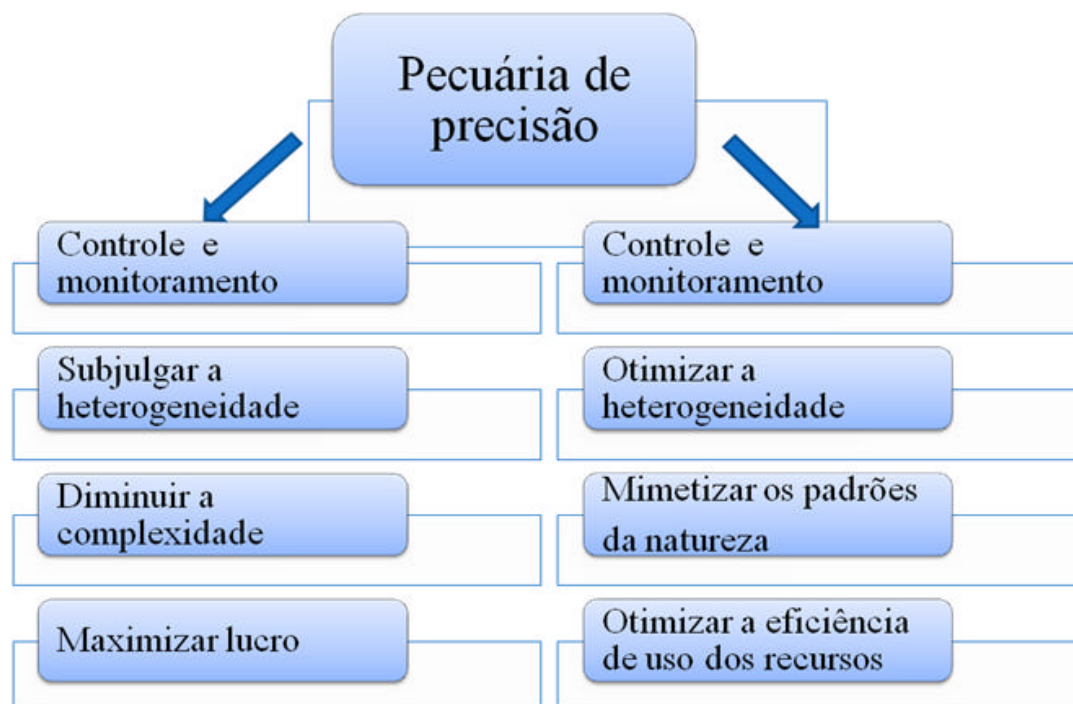 Pecuária de
precisão
Controle e
monitoramento
Subjulgar a
heterogeneidade
Diminuir a
complexidade
Maximizar lucro
Controle e
monitoramento
Otimizar a
heterogeneidade
Mimetizar os padrões
da natureza
Otimizar a eficiência
de uso dos recursos